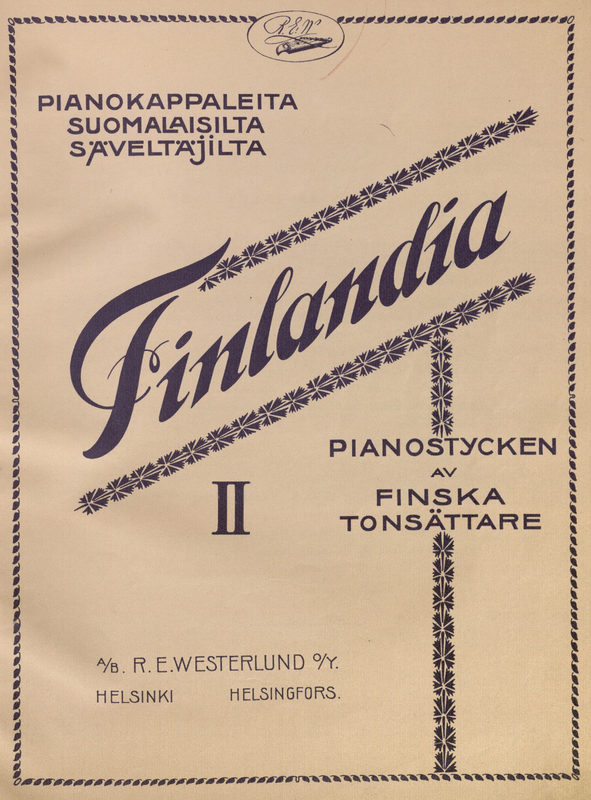 R.E.W.
PIANOKAPPALEITA
SUOMALAISILTA
SÄVELTÄJILTA
Finlandia
II
PIANOSTYCKEN
AV
FINSKA
TONSÄTTARE
A/B. R. E. WESTERLUND O/Y.
HELSINKI HELSINGFORS.